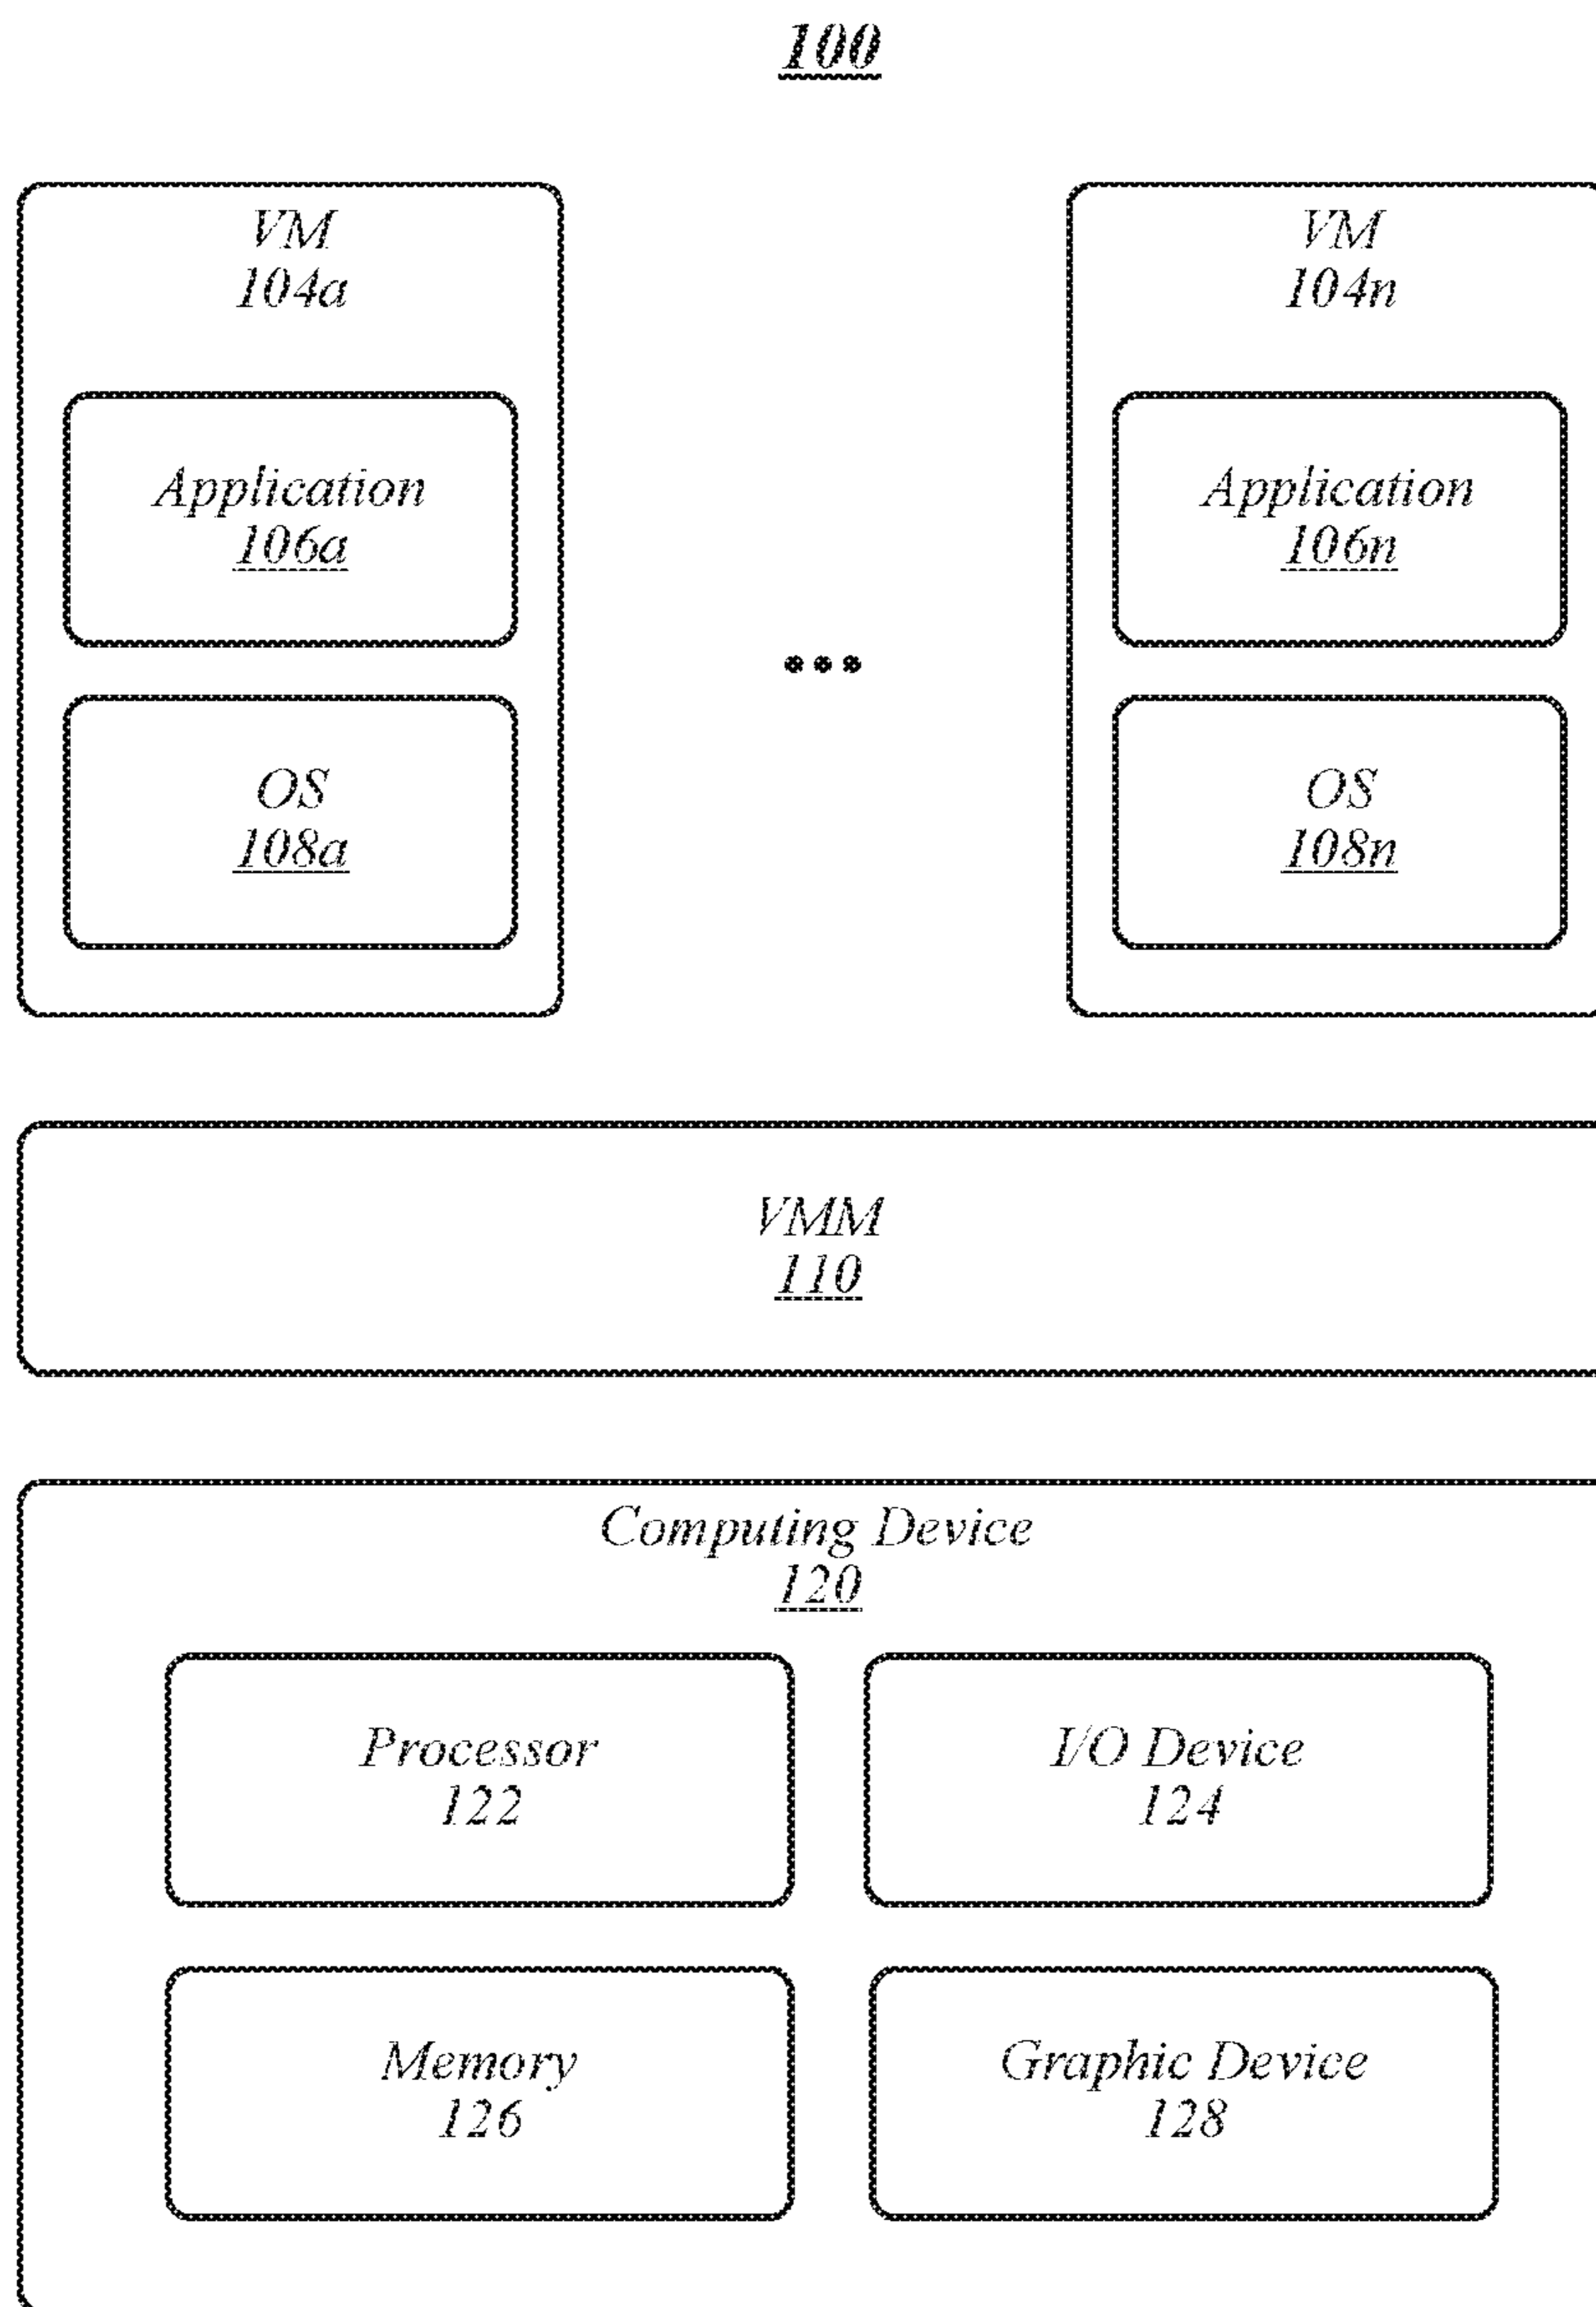 100
VM
104a
Application
106a
OS
108a
...
VM
104n
Application
106n
OS
108n
VMM
110
Computing Device
120
Processor
122
I/O Device
124
Memory
126
Graphic Device
128